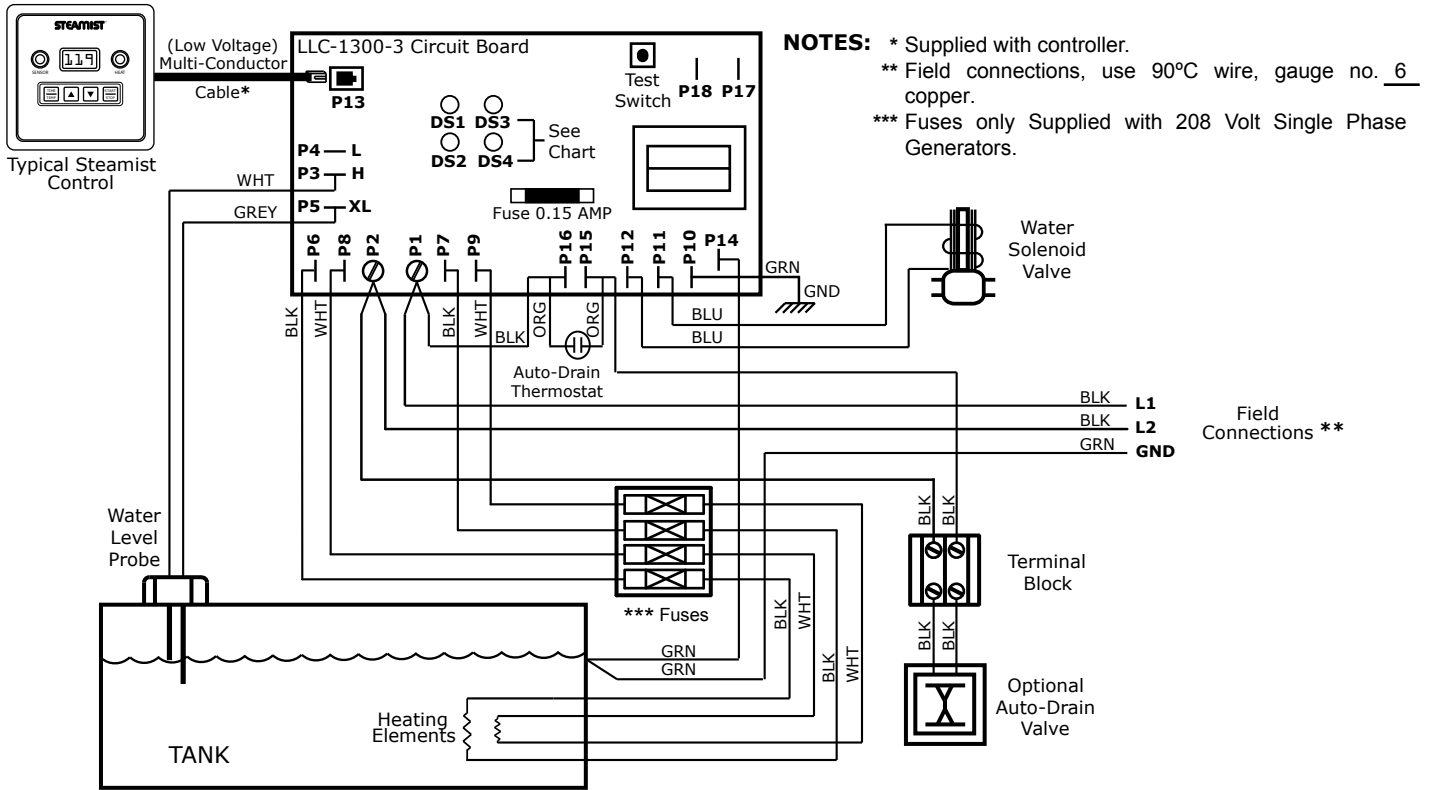 STEAMIST
119
SENSOR
HEAT
Typical Steamist
Control
(Low Voltage)
Multi-Conductor
Cable*
LLC-1300-3 Circuit Board
P13
DS1 DS3
DS2 DS4
See
Chart
Test
Switch
P18 P17
Fuse 0.15 AMP
P4 L
P3 H
P5 XL
WHT
GREY
P6
P8
P2
P1
P7
P9
P16
P15
P12
P11
P10
P14
GRN
GND
BLK
WHT
BLK
WHT
BLK
ORG
ORG
Auto-Drain
Thermostat
BLU
BLU
NOTES: * Supplied with controller.
** Field connections, use 90ºC wire, gauge no. 6
copper.
*** Fuses only Supplied with 208 Volt Single Phase
Generators.
Water
Solenoid
Valve
BLK L1
BLK L2
GRN GND
Field
Connections **
Water
Level
Probe
*** Fuses
BLK
WHT
BLK
WHT
GRN
GRN
BLK
BLK
Terminal
Block
BLK
BLK
Optional
Auto-Drain
Valve
Heating
Elements
TANK